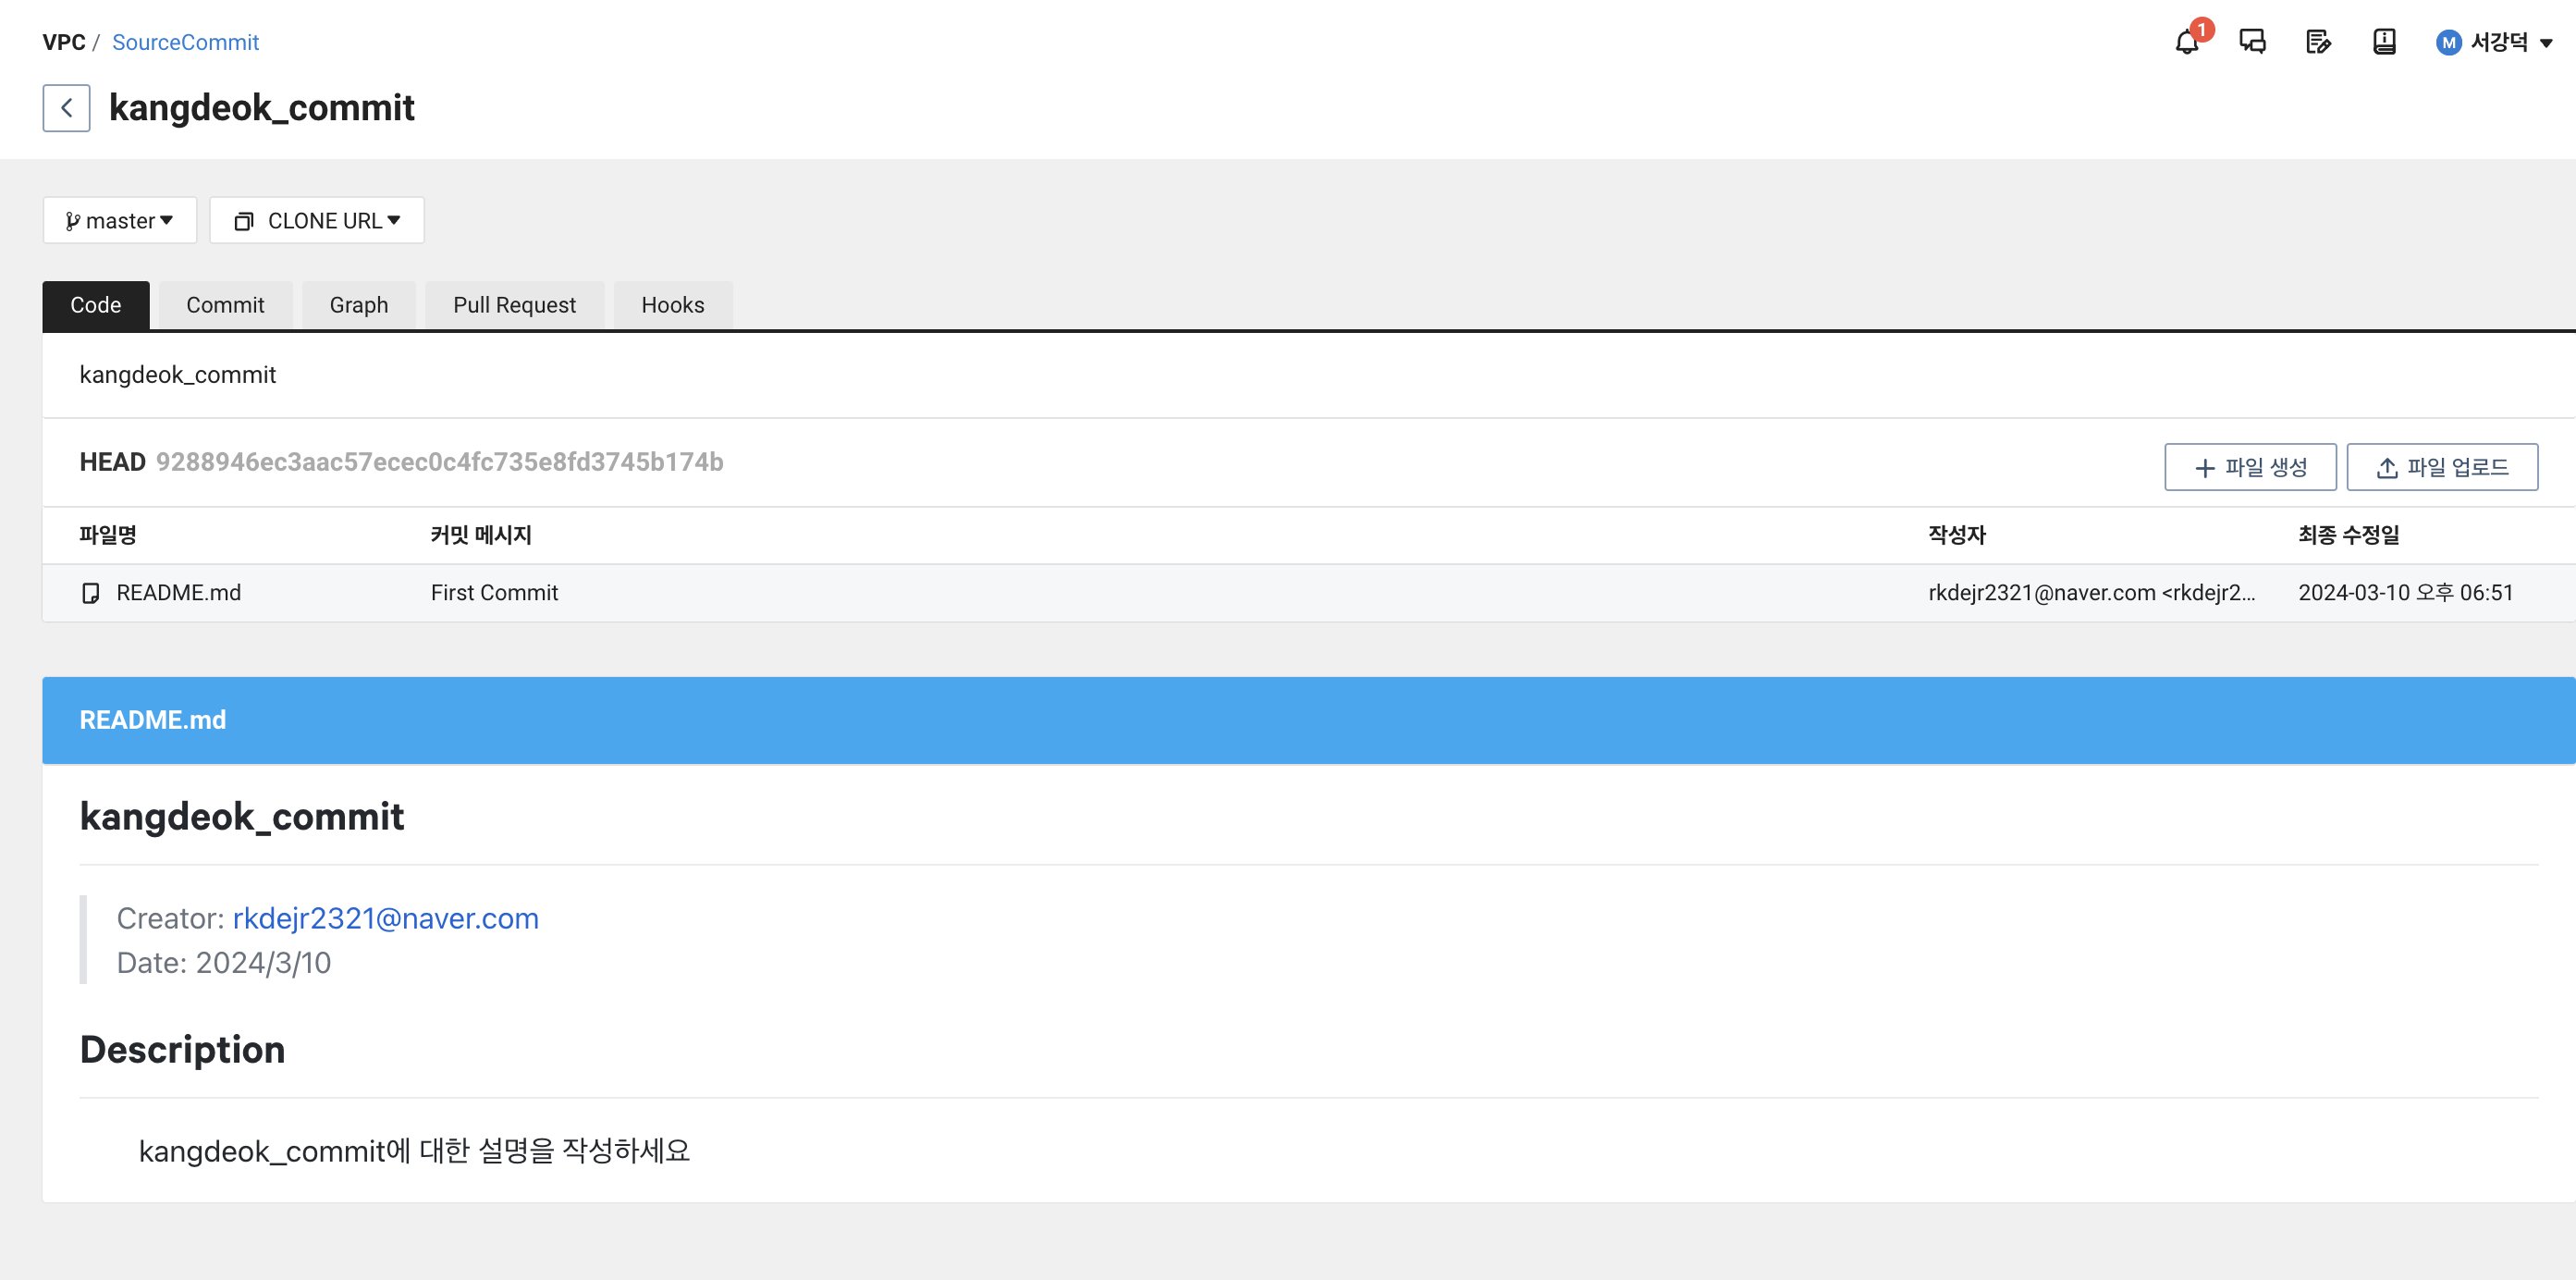 VPC / SourceCommit
1
M 서강덕
kangdeok_commit
master
CLONE URL
Code Commit Graph Pull Request Hooks
kangdeok_commit
HEAD 9288946ec3aac57ecec0c4fc735e8fd3745b174b
파일 생성 파일 업로드
파일명 커밋 메시지 작성자 최종 수정일
README.md First Commit rkdejr2321@naver.com <rkdejr2... 2024-03-10 오후 06:51
README.md
kangdeok_commit
Creator: rkdejr2321@naver.com
Date: 2024/3/10
Description
kangdeok_commit에 대한 설명을 작성하세요